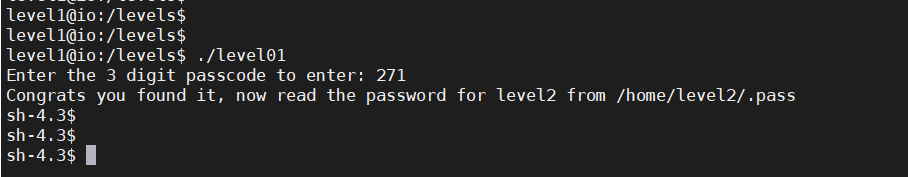 level1@io:/levels$
level1@io:/levels$
level1@io:/levels$ ./level01
Enter the 3 digit passcode to enter: 271
Congrats you found it, now read the password for level2 from /home/level2/.pass
sh-4.3$
sh-4.3$
sh-4.3$